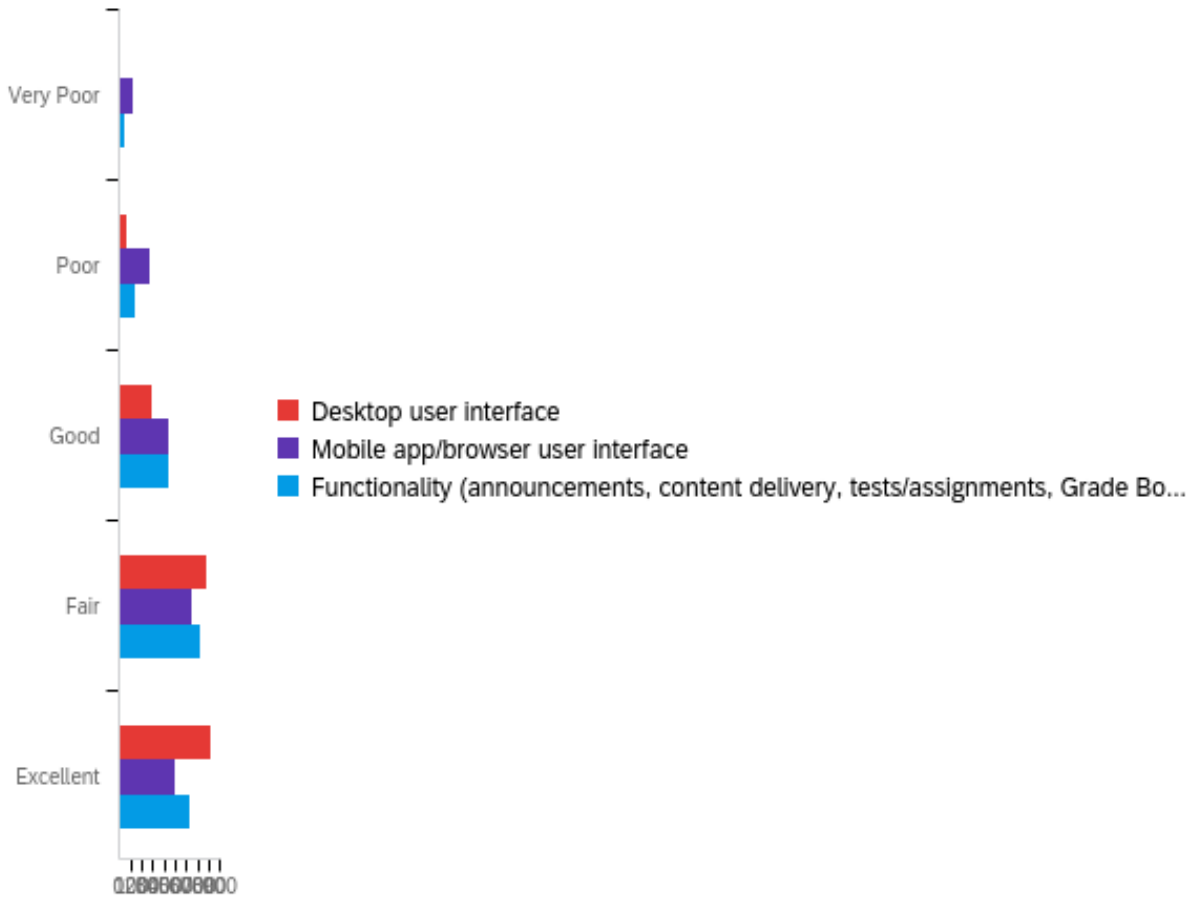 Very Poor
Poor
Good
Desktop user interface
Mobile app/browser user interface
Functionality (announcements, content delivery, tests/assignments, Grade Bo...
Fair
Excellent